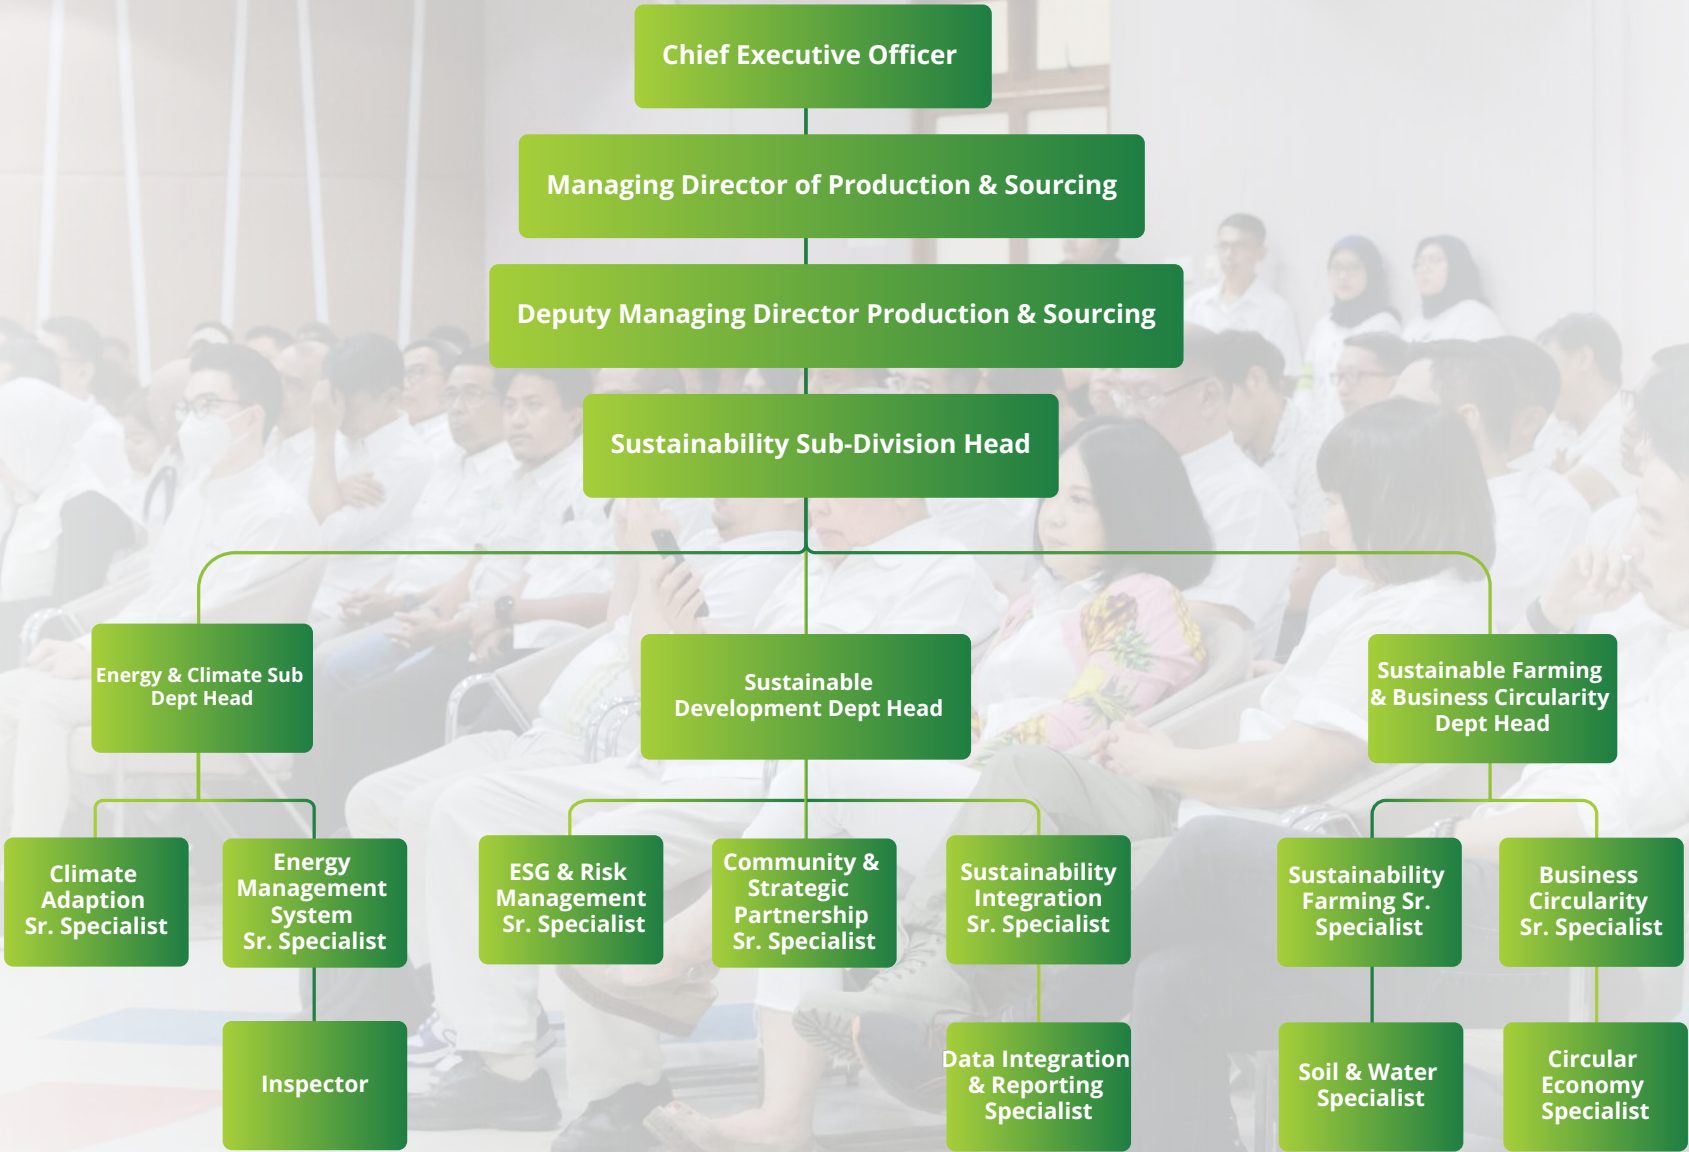 Chief Executive Officer
Managing Director of Production & Sourcing
Deputy Managing Director Production & Sourcing
Sustainability Sub-Division Head
Energy & Climate Sub
Dept Head
Sustainable
Development Dept Head
Sustainable Farming
& Business Circularity
Dept Head
Climate
Adaption
Sr. Specialist
Energy
Management
System
Sr. Specialist
ESG & Risk
Management
Sr. Specialist
Community &
Strategic
Partnership
Sr. Specialist
Sustainability
Integration
Sr. Specialist
Sustainability
Farming Sr.
Specialist
Business
Circularity
Sr. Specialist
Inspector
Data Integration
& Reporting
Specialist
Soil & Water
Specialist
Circular
Economy
Specialist